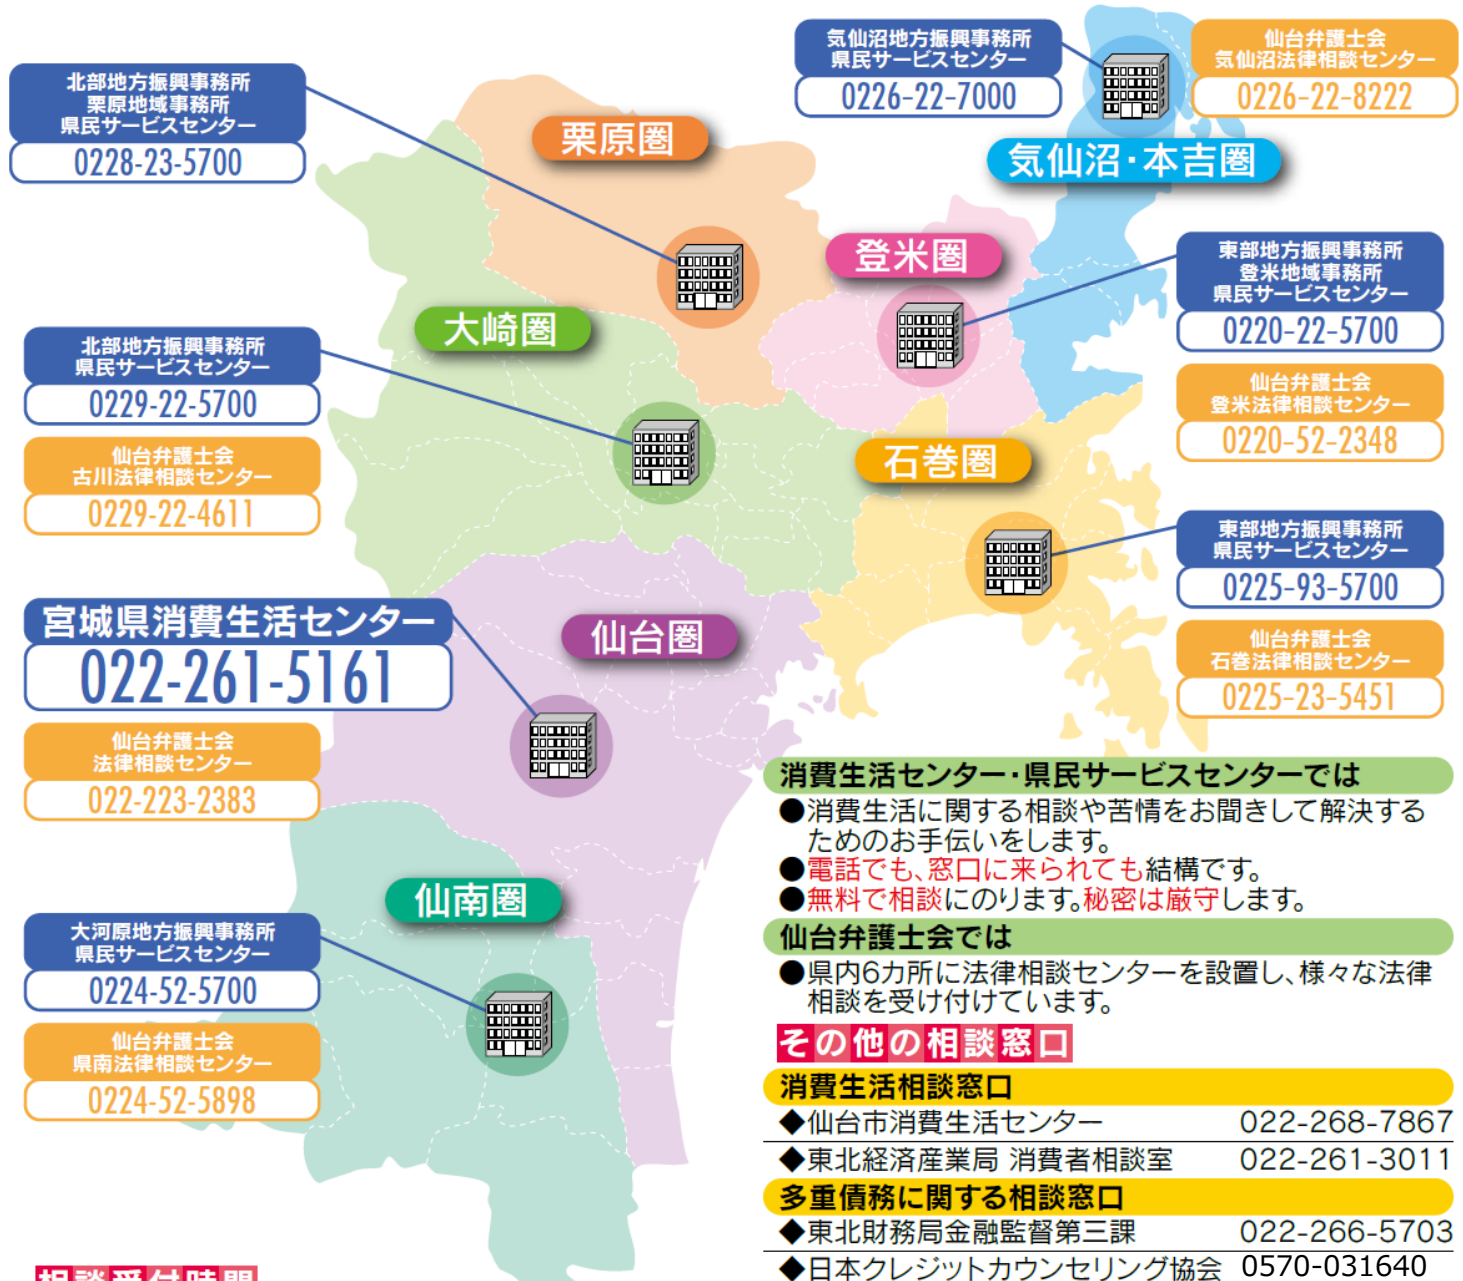 気仙沼地方振興事務所
県民サービスセンター
0226-22-7000
仙台弁護士会
気仙沼法律相談センター
0226-22-8222
北部地方振興事務所
栗原地域事務所
県民サービスセンター
0228-23-5700
栗原圏
気仙沼・本吉圏
登米圏
東部地方振興事務所
登米地域事務所
県民サービスセンター
0220-22-5700
大崎圏
北部地方振興事務所
県民サービスセンター
0229-22-5700
仙台弁護士会
登米法律相談センター
0220-52-2348
仙台弁護士会
古川法律相談センター
0229-22-4611
石巻圏
東部地方振興事務所
県民サービスセンター
0225-93-5700
宮城県消費生活センター
022-261-5161
仙台圏
仙台弁護士会
石巻法律相談センター
0225-23-5451
仙台弁護士会
法律相談センター
022-223-2383
仙南圏
大河原地方振興事務所
県民サービスセンター
0224-52-5700
仙台弁護士会
県南法律相談センター
0224-52-5898
消費生活センター・県民サービスセンターでは
●消費生活に関する相談や苦情をお聞きして解決する
ためのお手伝いをします。
●電話でも、窓口に来られても結構です。
●無料で相談にのります。秘密は厳守します。
仙台弁護士会では
●県内6カ所に法律相談センターを設置し、様々な法律
相談を受け付けています。
その他の相談窓口
消費生活相談窓口
◆仙台市消費生活センター 022-268-7867
◆東北経済産業局 消費者相談室 022-261-3011
多重債務に関する相談窓口
◆東北財務局金融監督第三課 022-266-5703
◆日本クレジットカウンセリング協会 0570-031640
相談受付時間